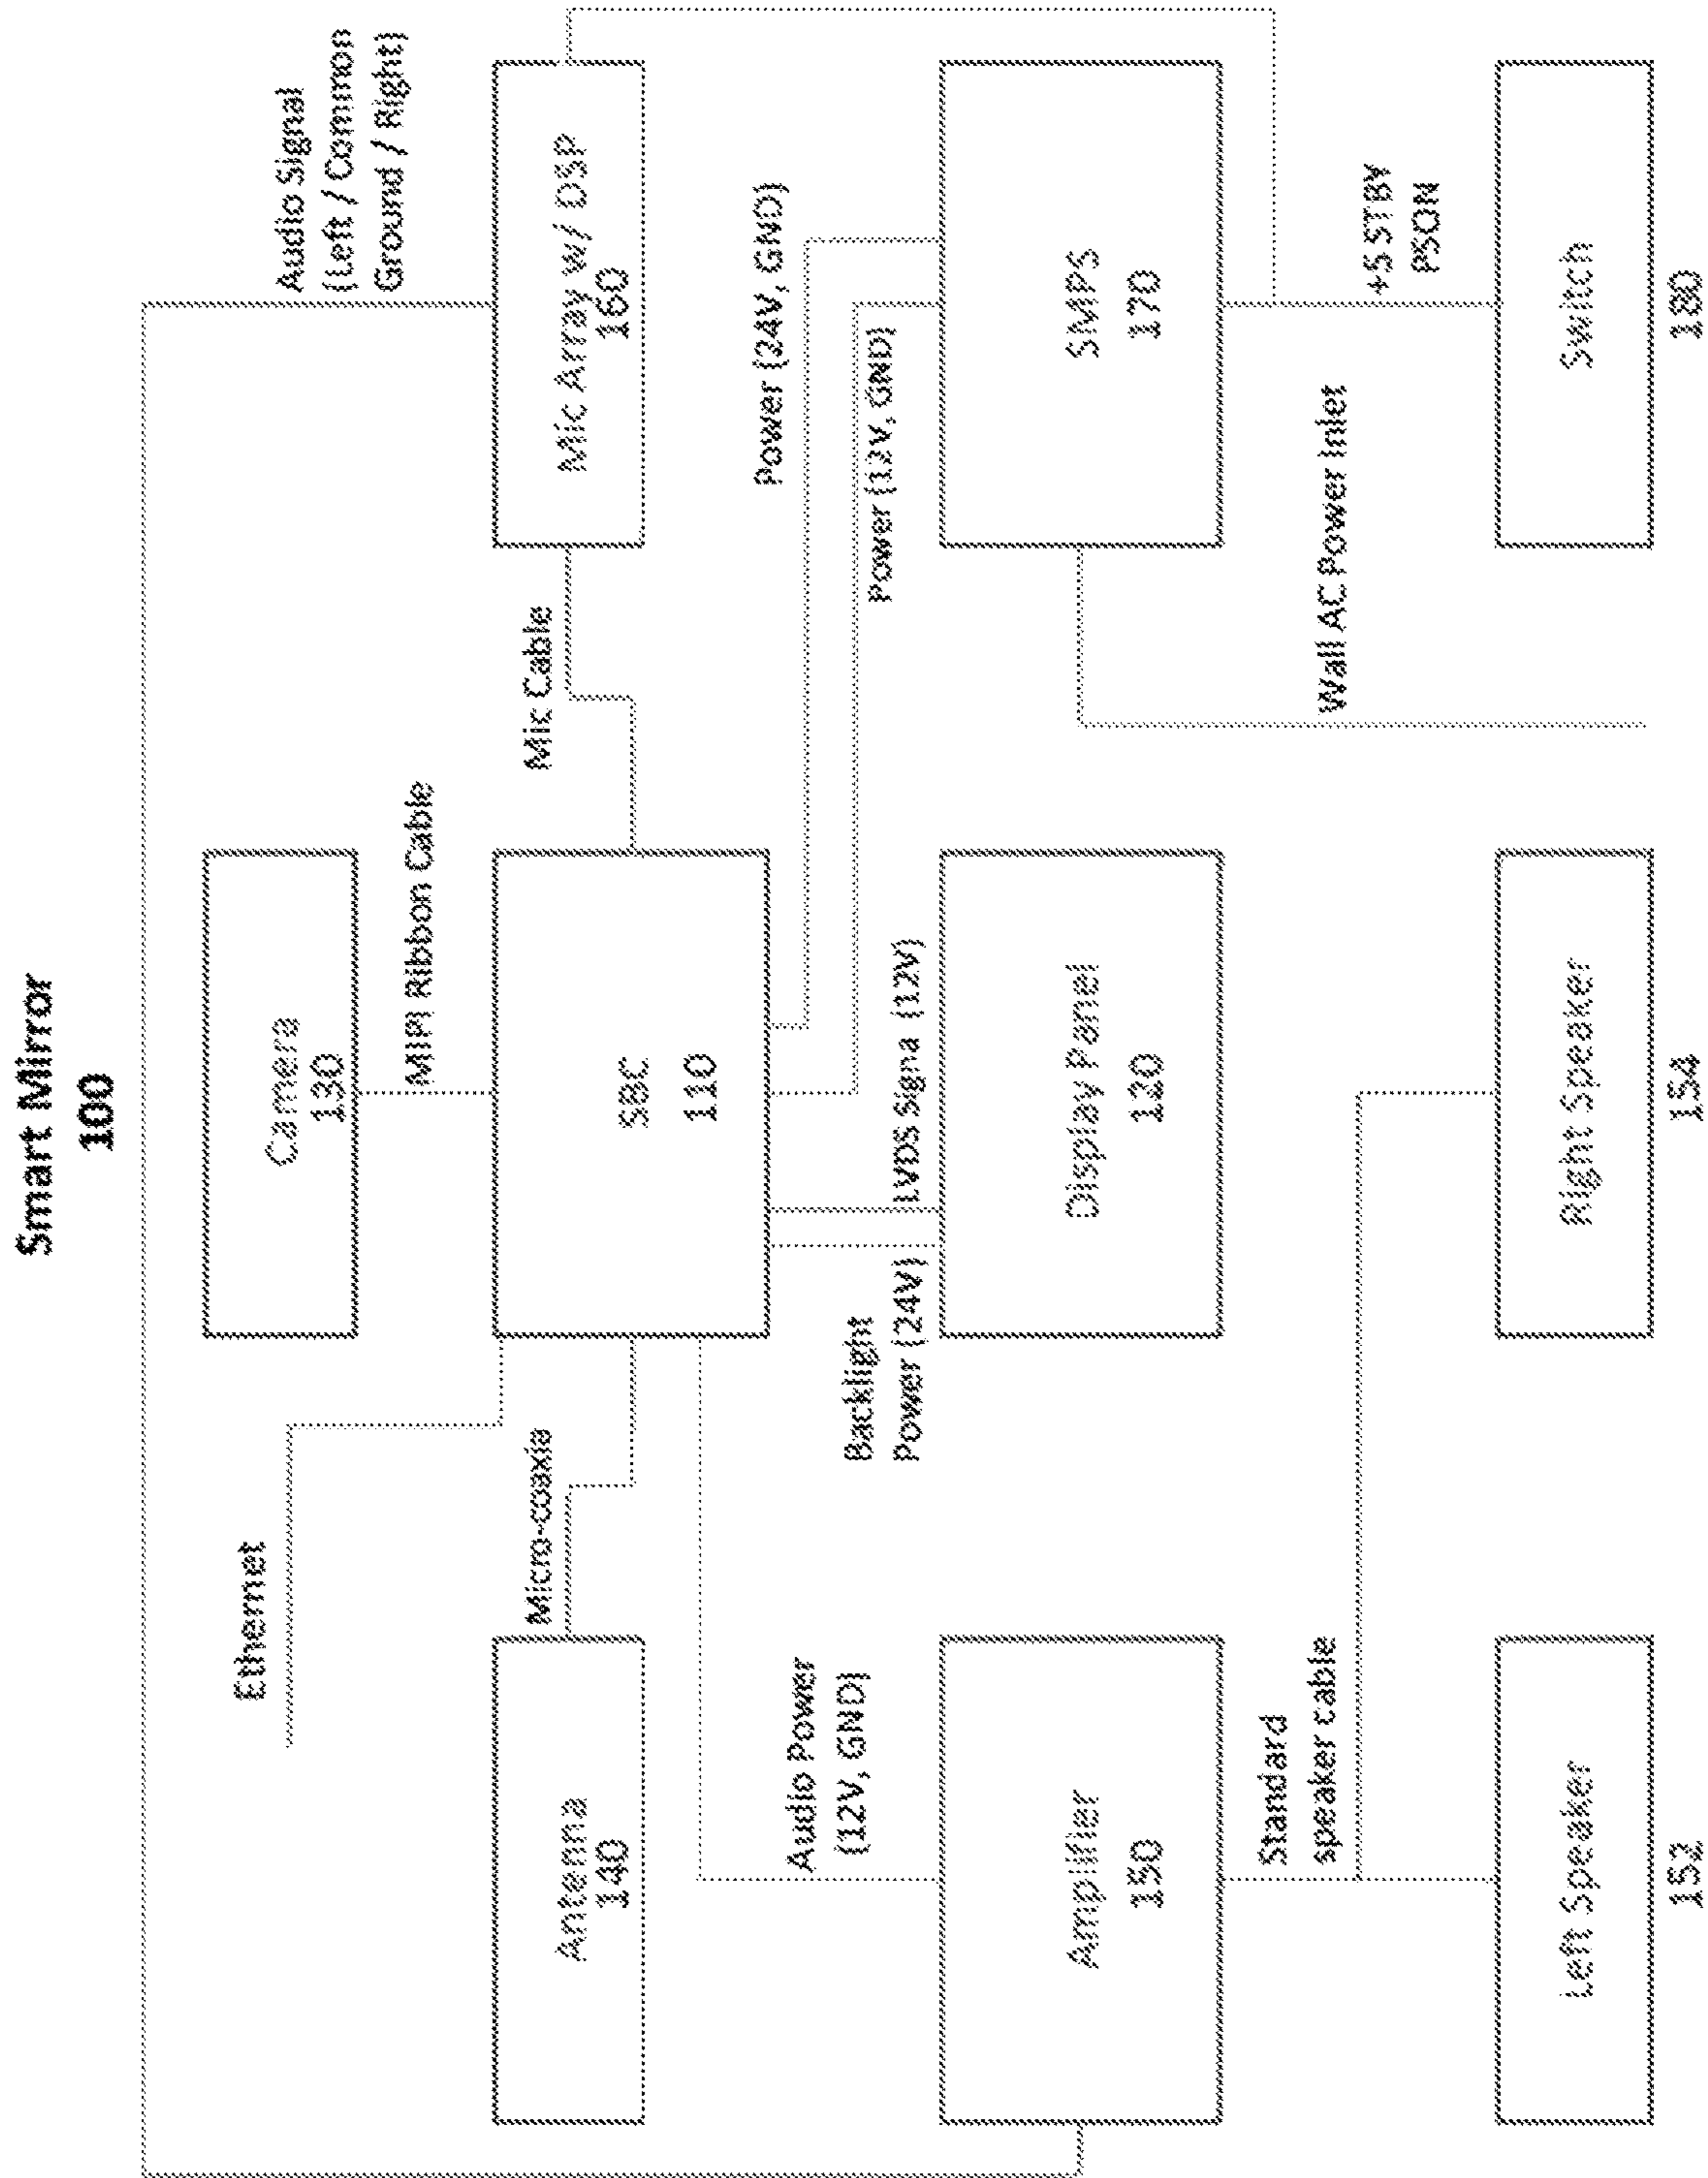 Smart Mirror
100
Ethernet
Camera
130
Audio Signal
(Left / Common
Ground / Right)
MIPI Ribbon Cable
Antenna
140
Micro-coaxia
SBC
110
Mic Cable
Mic Array w/ DSP
160
Audio Power
(12V, GND)
Backlight
Power (24V)
LVDS Signa (12V)
Power (24V, GND)
Power (12V, GND)
Amplifier
150
Display Panel
120
SMPS
170
Standard
speaker cable
Wall AC Power Inlet
+5 STBY
PSON
Left Speaker
152
Right Speaker
154
Switch
180